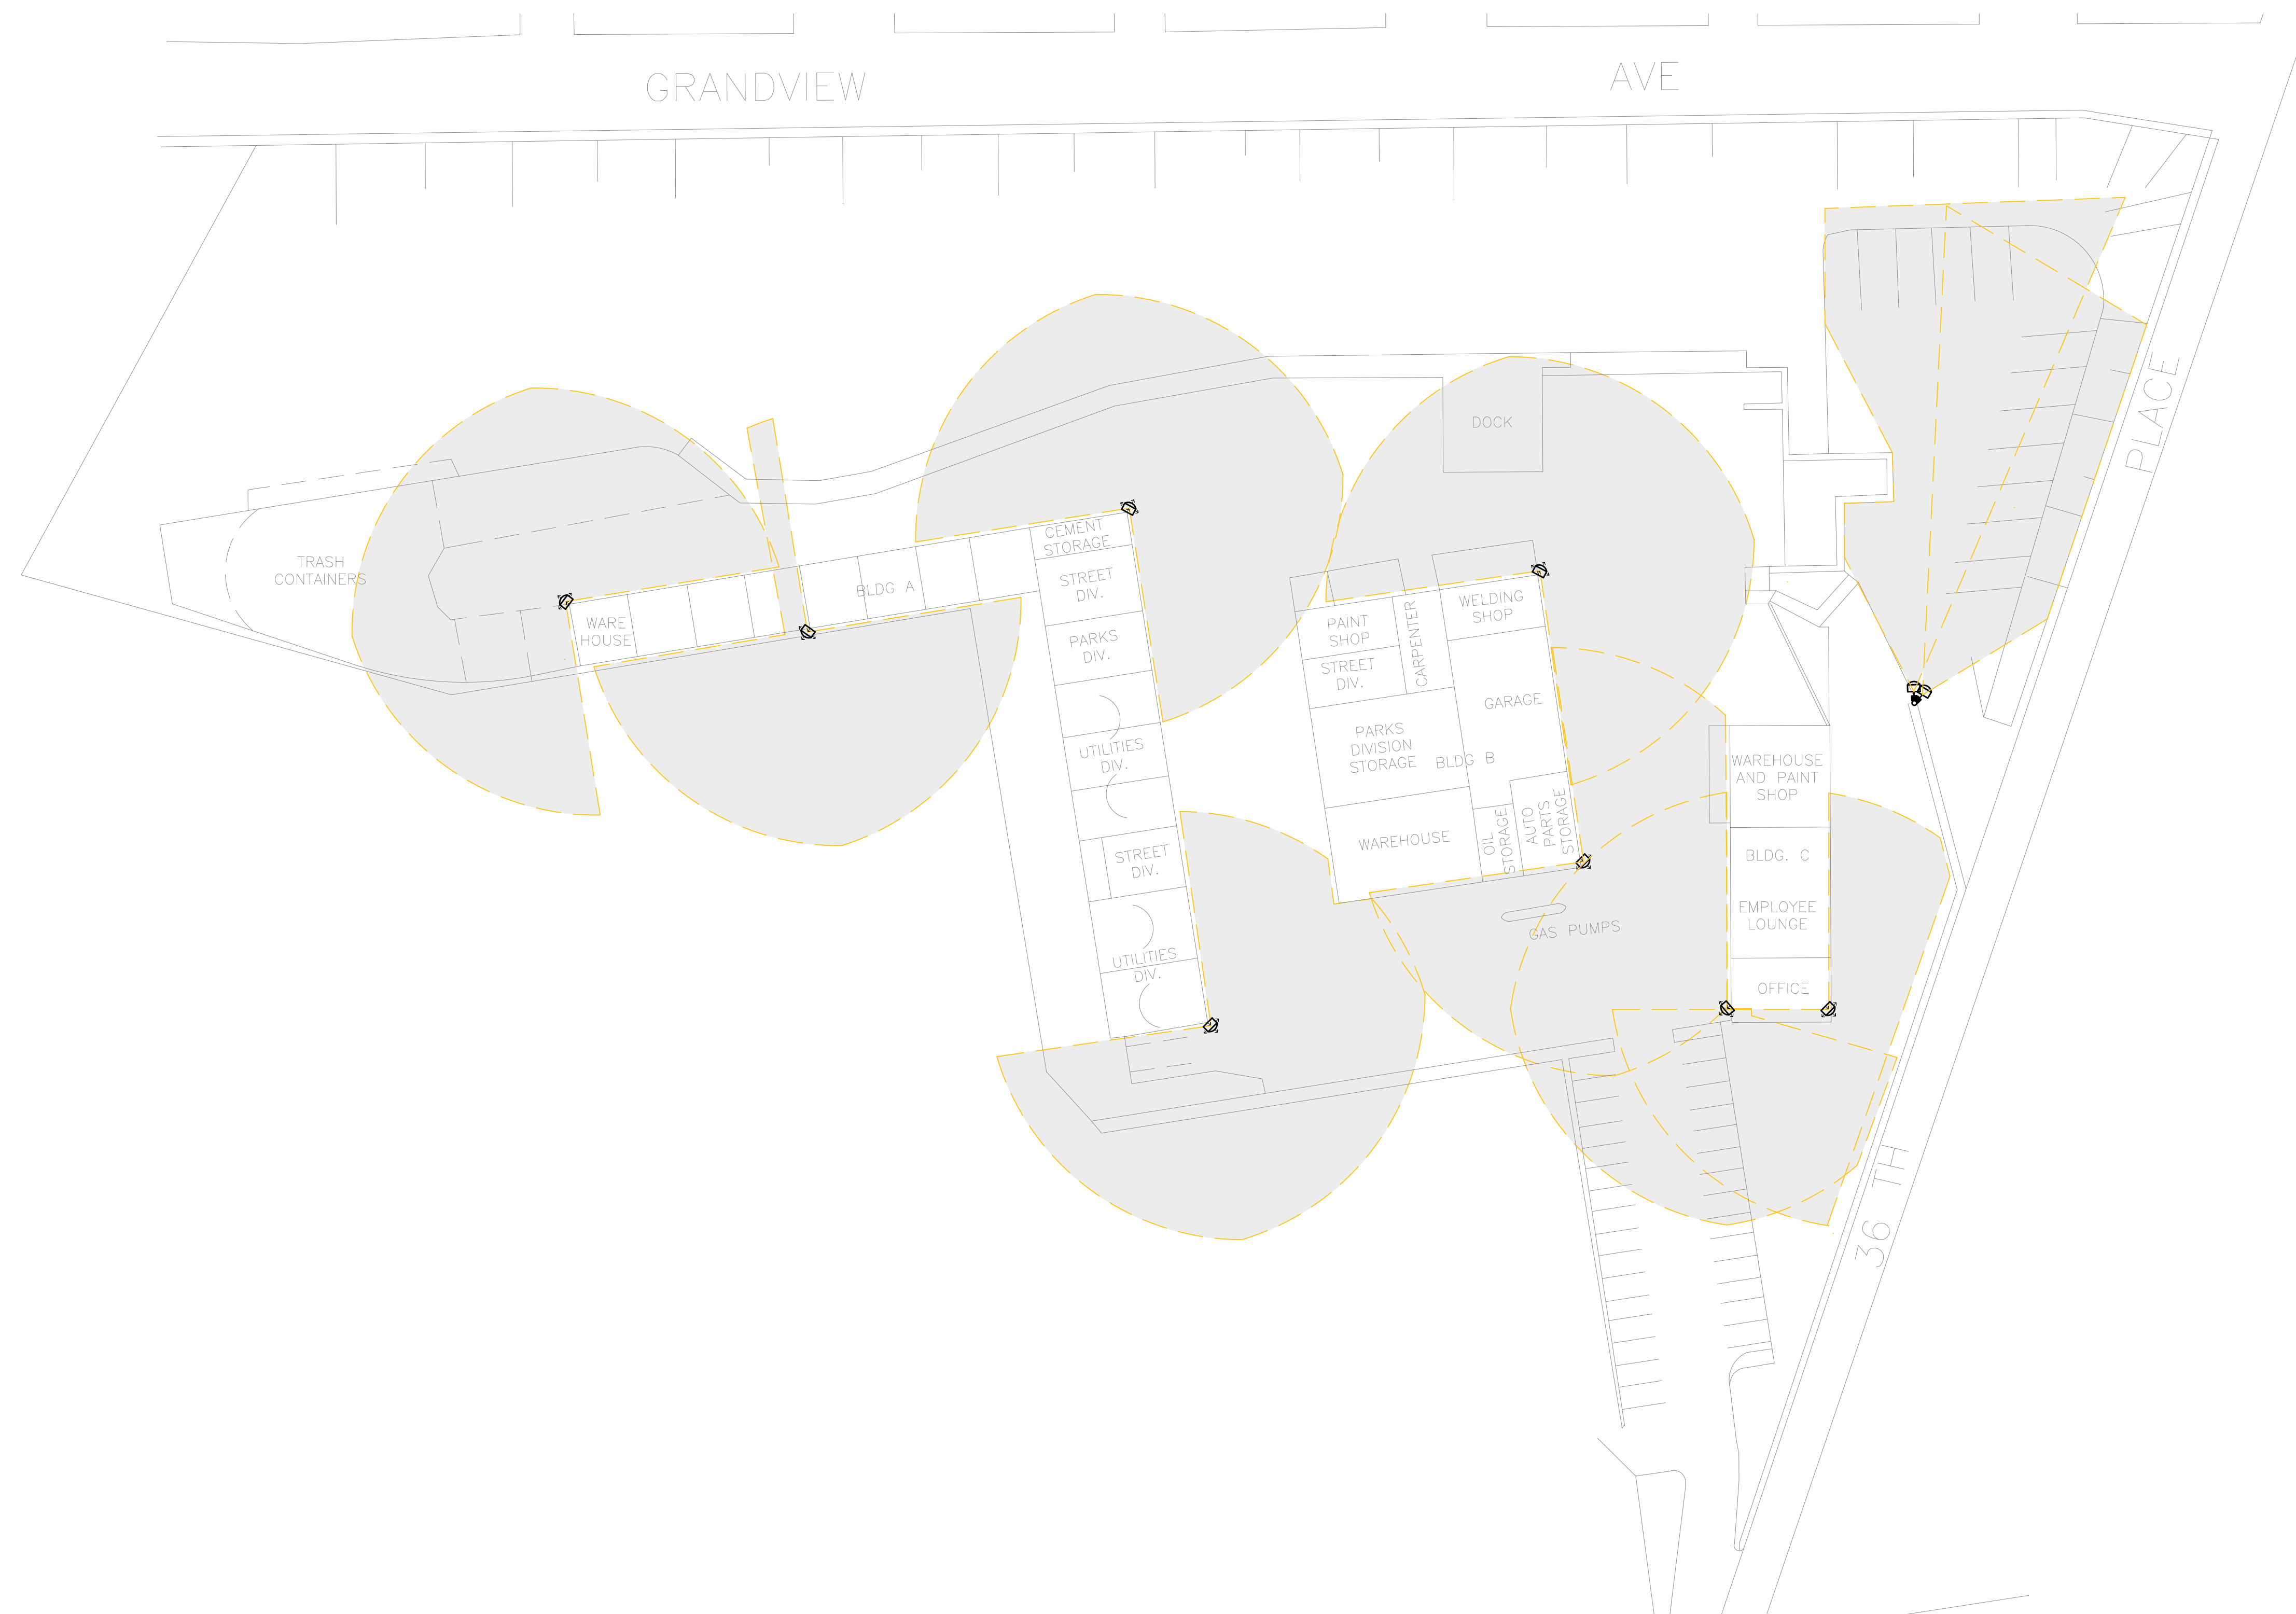 GRANDVIEW AVE
PLACE
DOCK
TRASH
CONTAINERS
WARE
HOUSE
BLDG A
CEMENT
STORAGE
STREET
DIV.
PARKS
DIV.
UTILITIES
DIV.
STREET
DIV.
UTILITIES
DIV.
PAINT
SHOP
STREET
DIV.
CARPENTER
WELDING
SHOP
GARAGE
PARKS
DIVISION
STORAGE
BLDG B
WAREHOUSE
OIL
STORAGE
AUTO
PARTS
STORAGE
GAS PUMPS
WAREHOUSE
AND PAINT
SHOP
BLDG. C
EMPLOYEE
LOUNGE
OFFICE
36 TH